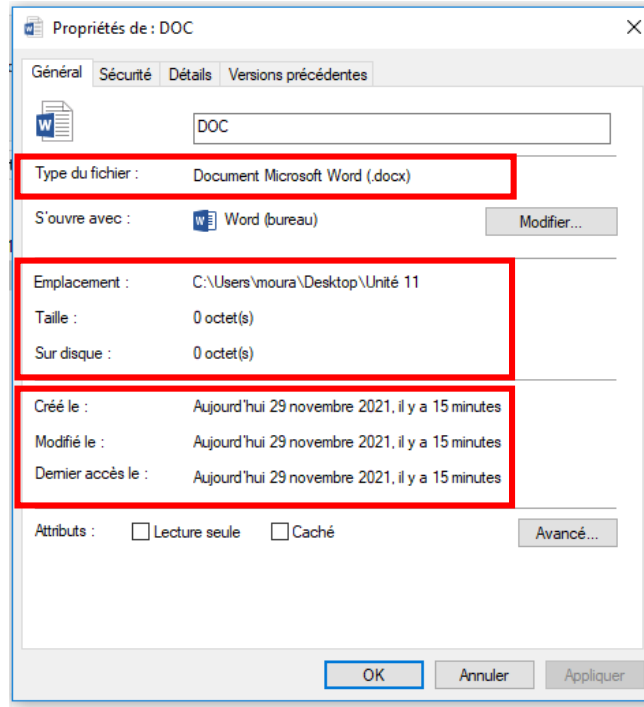 Propriétés de : DOC
Général Sécurité Détails Versions précédentes
DOC
Type du fichier : Document Microsoft Word (.docx)
S'ouvre avec : Word (bureau) Modifier...
Emplacement : C:\Users\moura\Desktop\Unité 11
Taille : 0 octet(s)
Sur disque : 0 octet(s)
Créé le : Aujourd'hui 29 novembre 2021, il y a 15 minutes
Modifié le : Aujourd'hui 29 novembre 2021, il y a 15 minutes
Dernier accès le : Aujourd'hui 29 novembre 2021, il y a 15 minutes
Attributs : Lecture seule Caché Avancé...
OK Annuler Appliquer